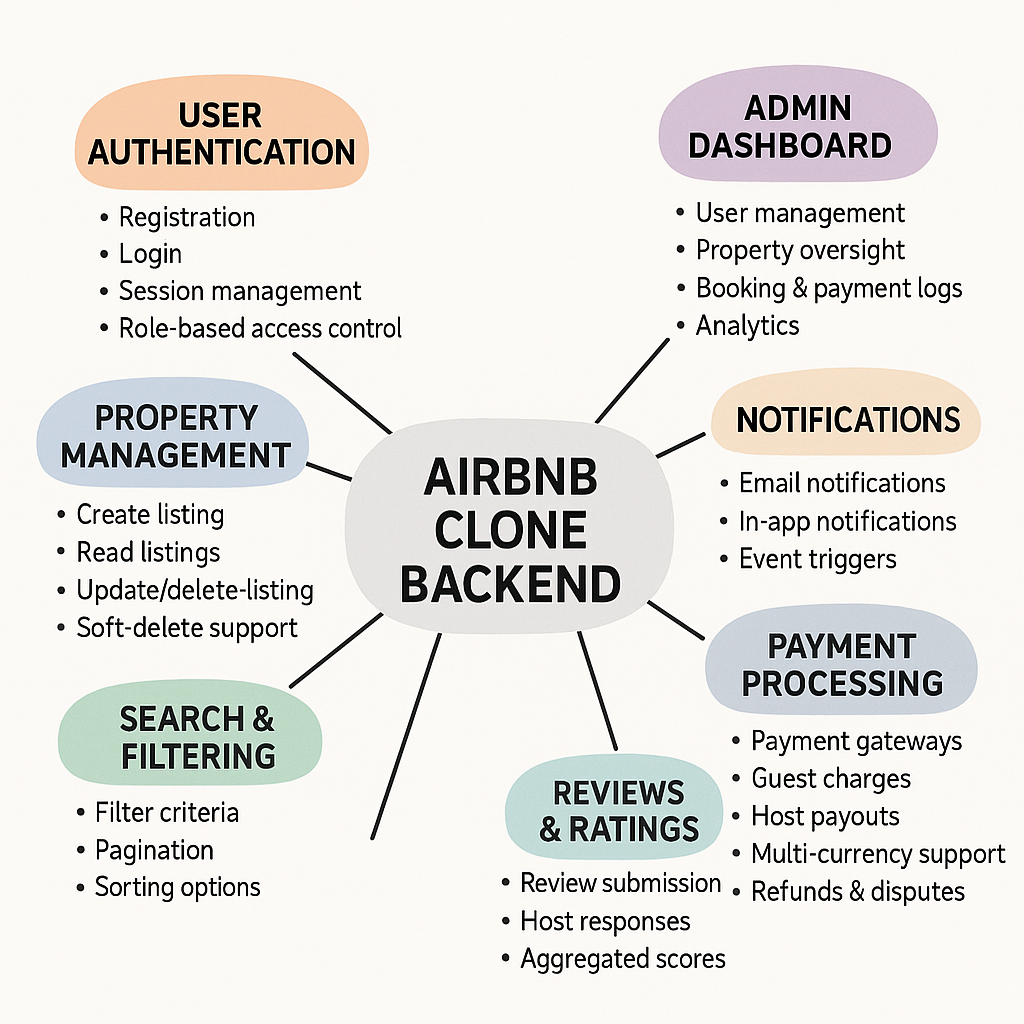 USER
AUTHENTICATION
• Registration
• Login
• Session management
• Role-based access control
PROPERTY
MANAGEMENT
• Create listing
• Read listings
• Update/delete-listing
• Soft-delete support
SEARCH &
FILTERING
• Filter criteria
• Pagination
• Sorting options
AIRBNB
CLONE
BACKEND
ADMIN
DASHBOARD
• User management
• Property oversight
• Booking & payment logs
• Analytics
NOTIFICATIONS
• Email notifications
• In-app notifications
• Event triggers
PAYMENT
PROCESSING
• Payment gateways
• Guest charges
• Host payouts
• Multi-currency support
• Refunds & disputes
REVIEWS
& RATINGS
• Review submission
• Host responses
• Aggregated scores